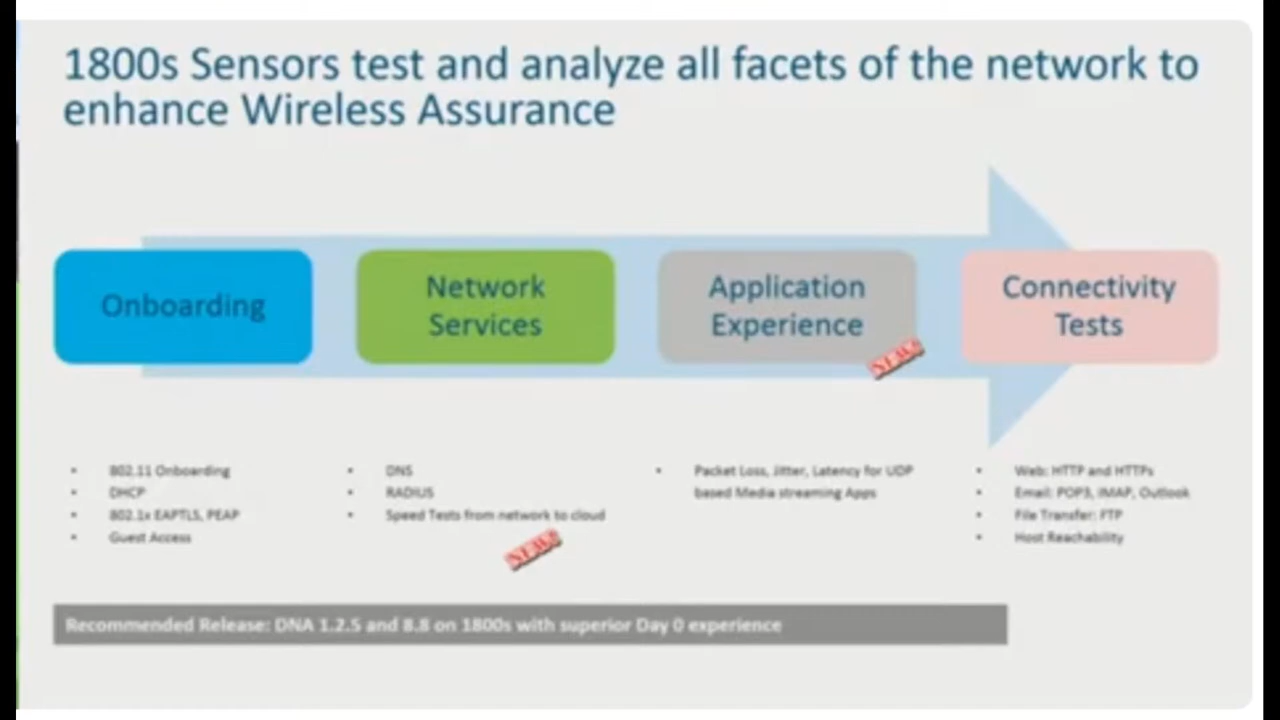 1800s Sensors test and analyze all facets of the network to
enhance Wireless Assurance
Onboarding
Network
Services
Application
Experience
NEW!
Connectivity
Tests
802.11 Onboarding
DHCP
802.1x EAPTLS, PEAP
Guest Access
DNS
RADIUS
Speed Tests from network to cloud
NEW!
Packet Loss, Jitter, Latency for UDP
based Media streaming Apps
Web: HTTP and HTTPs
Email: POP3, IMAP, Outlook
File Transfer: FTP
Host Reachability
Recommended Release: DNA 1.2.5 and 8.8 on 1800s with superior Day 0 experience